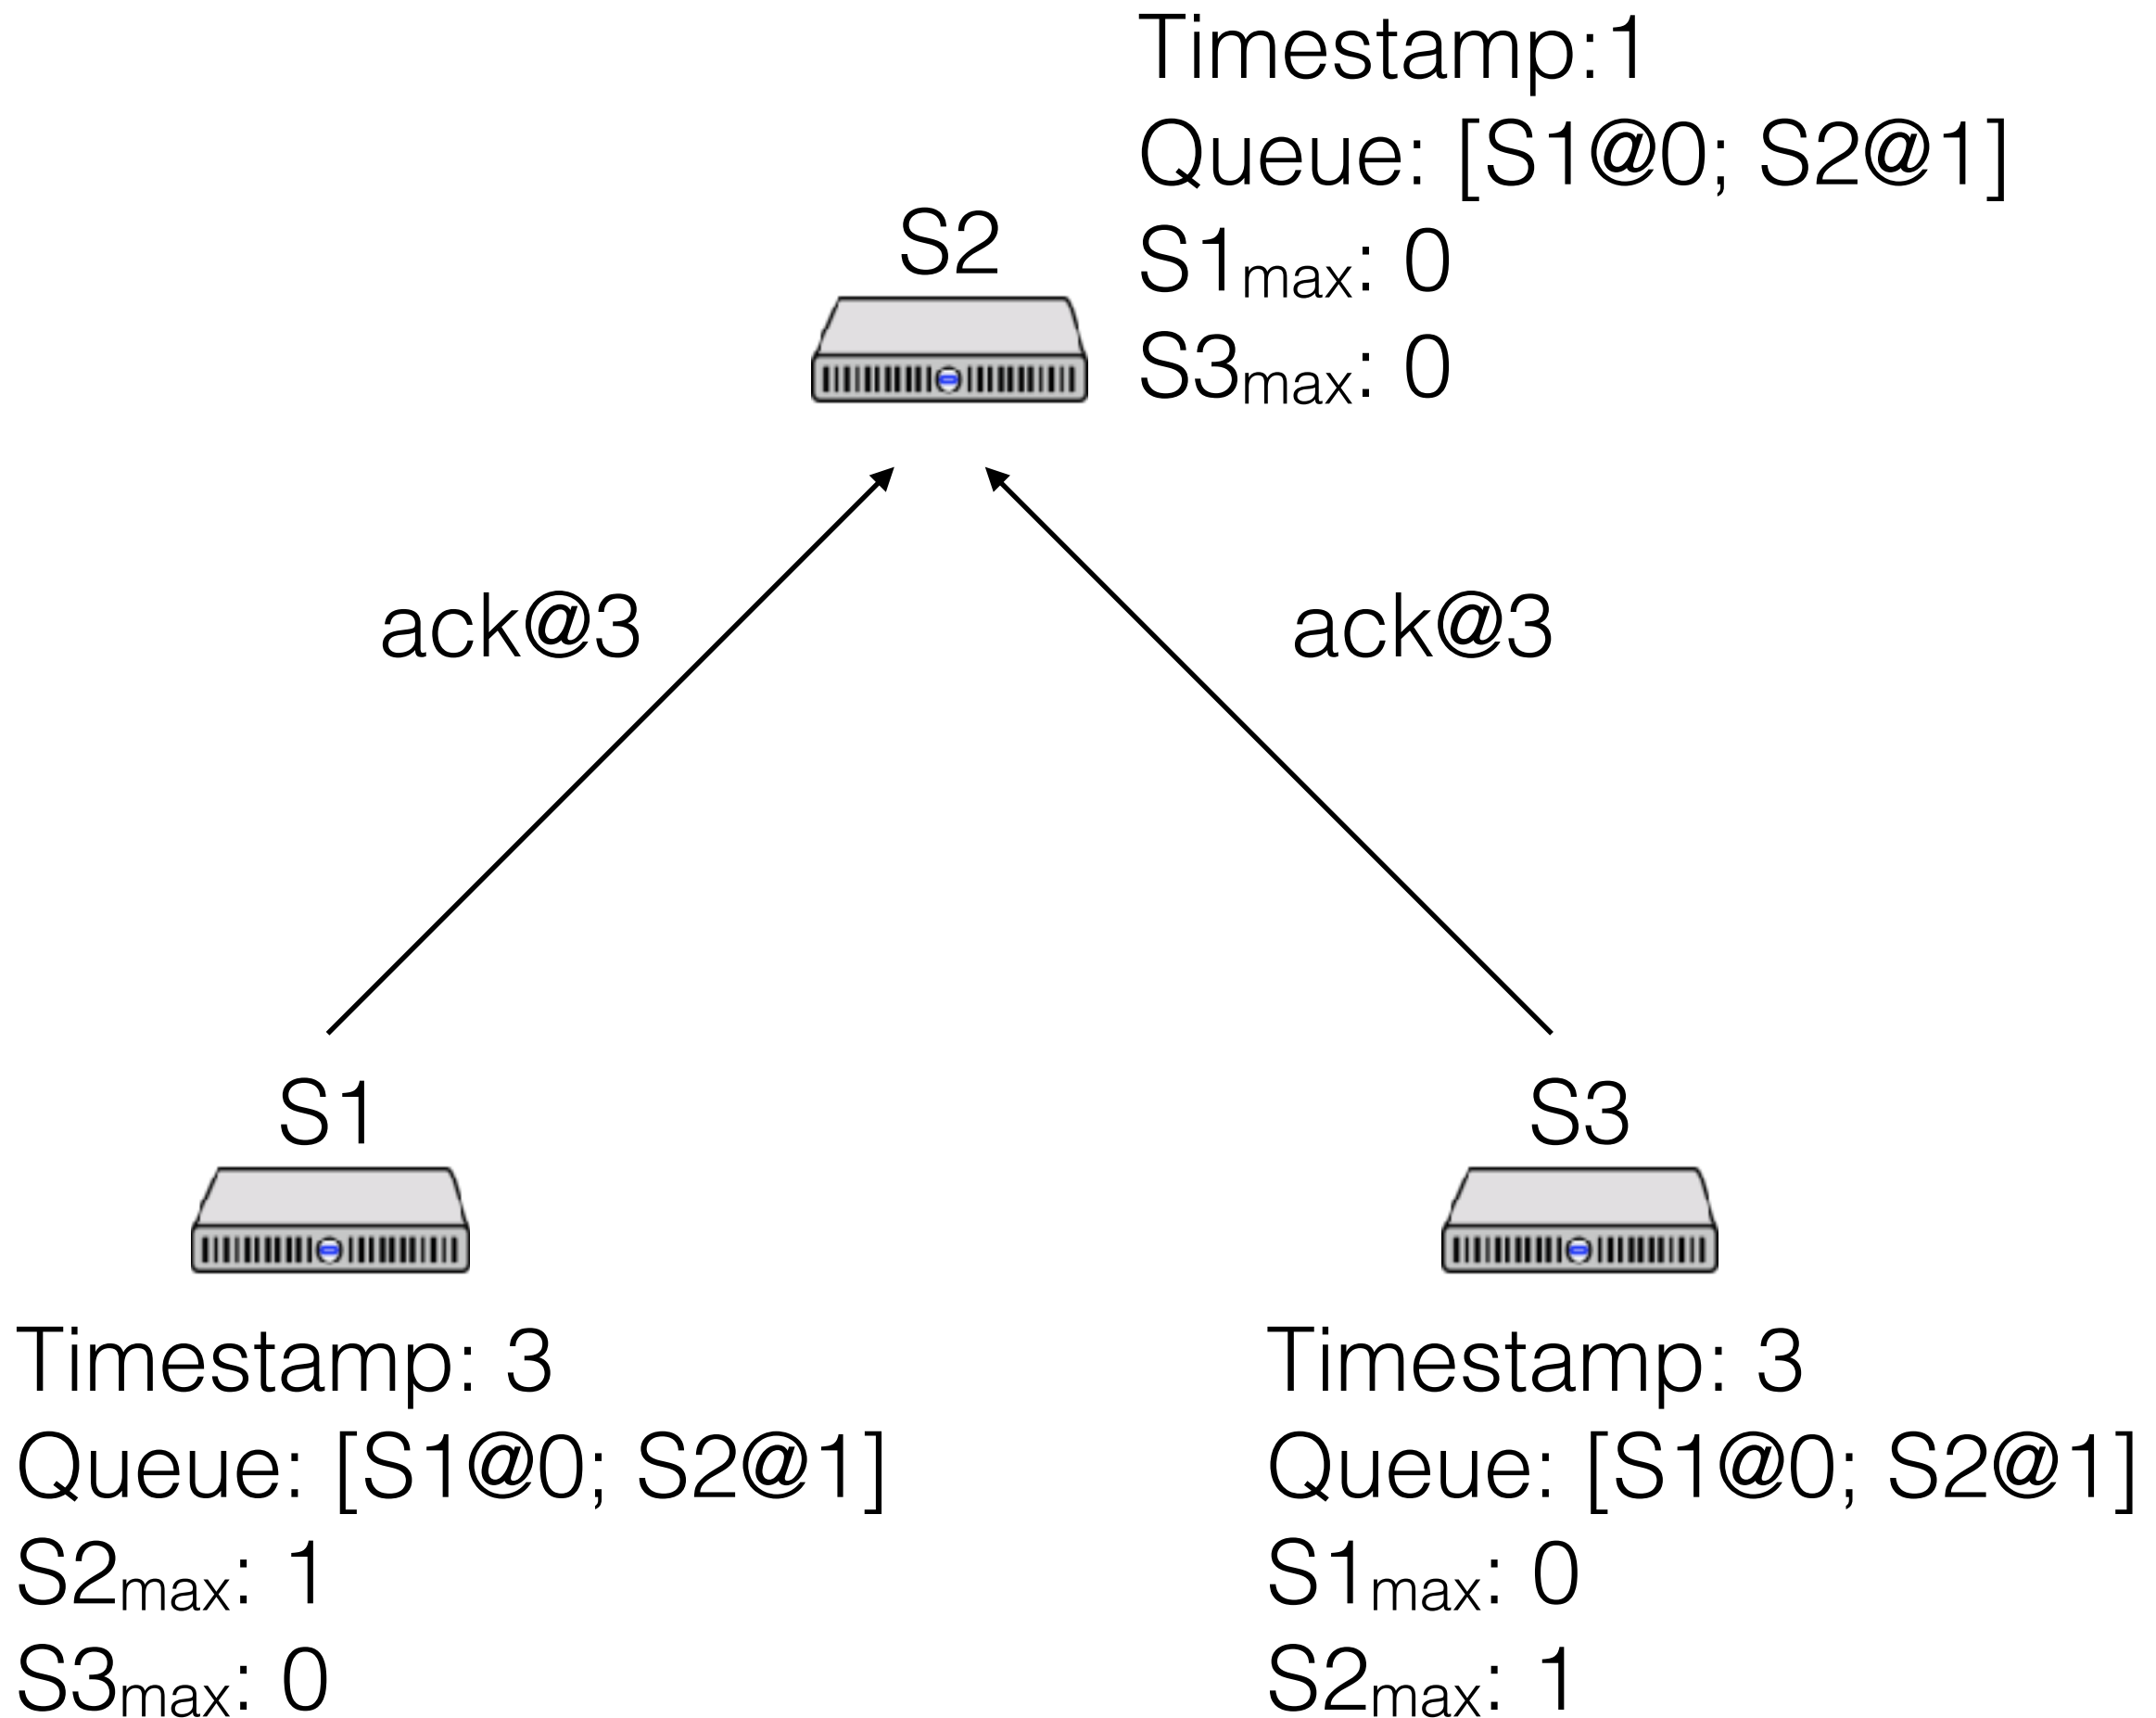 Timestamp:1
Queue: [S1@0; S2@1]
S1max: 0
S3max: 0
S2
ack@3
ack@3
S1
Timestamp: 3
Queue: [S1@0; S2@1]
S2max: 1
S3max: 0
S3
Timestamp: 3
Queue: [S1@0; S2@1]
S1max: 0
S2max: 1